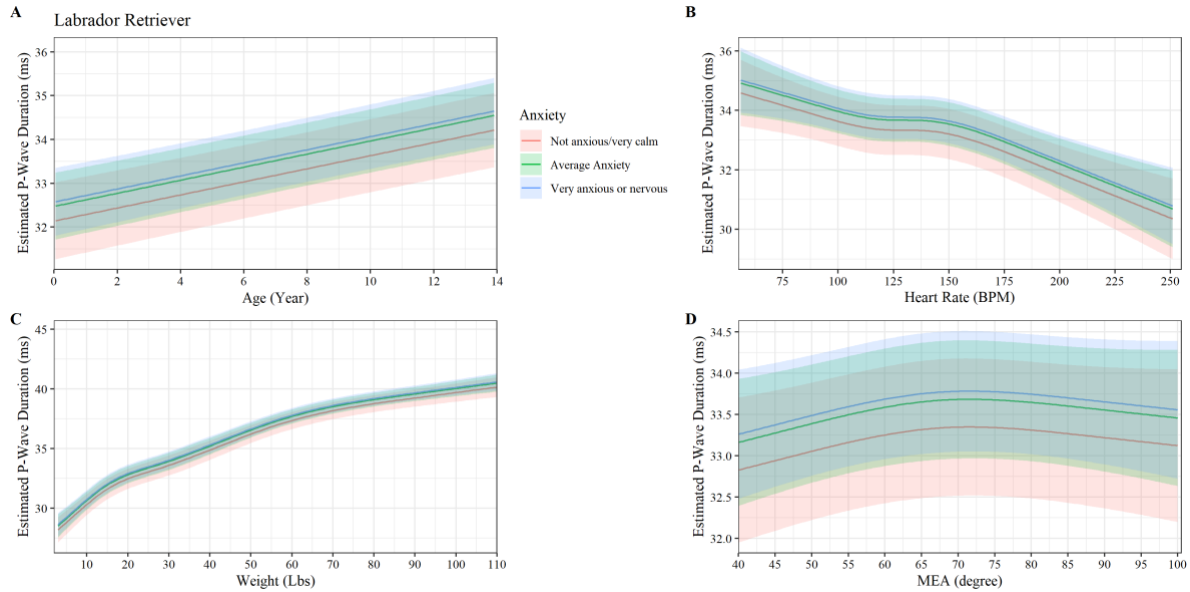 A
Labrador Retriever
Estimated P-Wave Duration (ms)
36
35
34
33
32
0 2 4 6 8 10 12 14
Age (Year)
Anxiety
Not anxious/very calm
Average Anxiety
Very anxious or nervous
B
Estimated P-Wave Duration (ms)
36
34
32
30
75 100 125 150 175 200 225 250
Heart Rate (BPM)
C
Estimated P-Wave Duration (ms)
45
40
35
30
10 20 30 40 50 60 70 80 90 100 110
Weight (Lbs)
D
Estimated P-Wave Duration (ms)
34.5
34.0
33.5
33.0
32.5
32.0
40 45 50 55 60 65 70 75 80 85 90 95 100
MEA (degree)